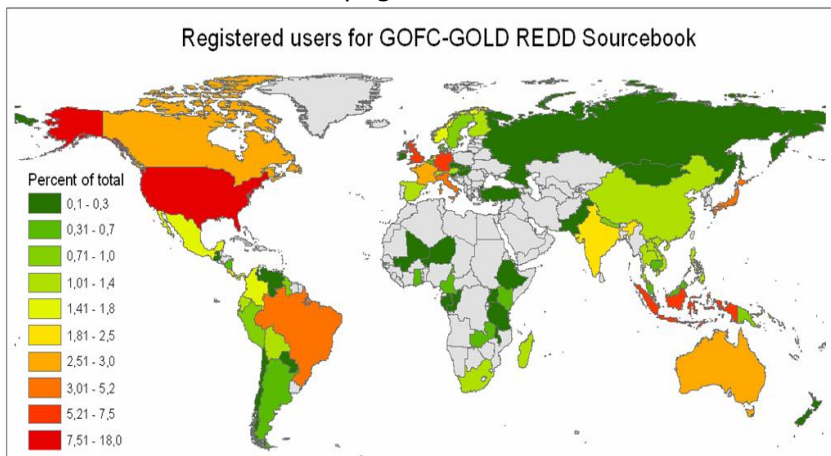 Registered users for GOFC-GOLD REDD Sourcebook
Percent of total
0,1 - 0,3
0,31 - 0,7
0,71 - 1,0
1,01 - 1,4
1,41 - 1,8
1,81 - 2,5
2,51 - 3,0
3,01 - 5,2
5,21 - 7,5
7,51 - 18,0